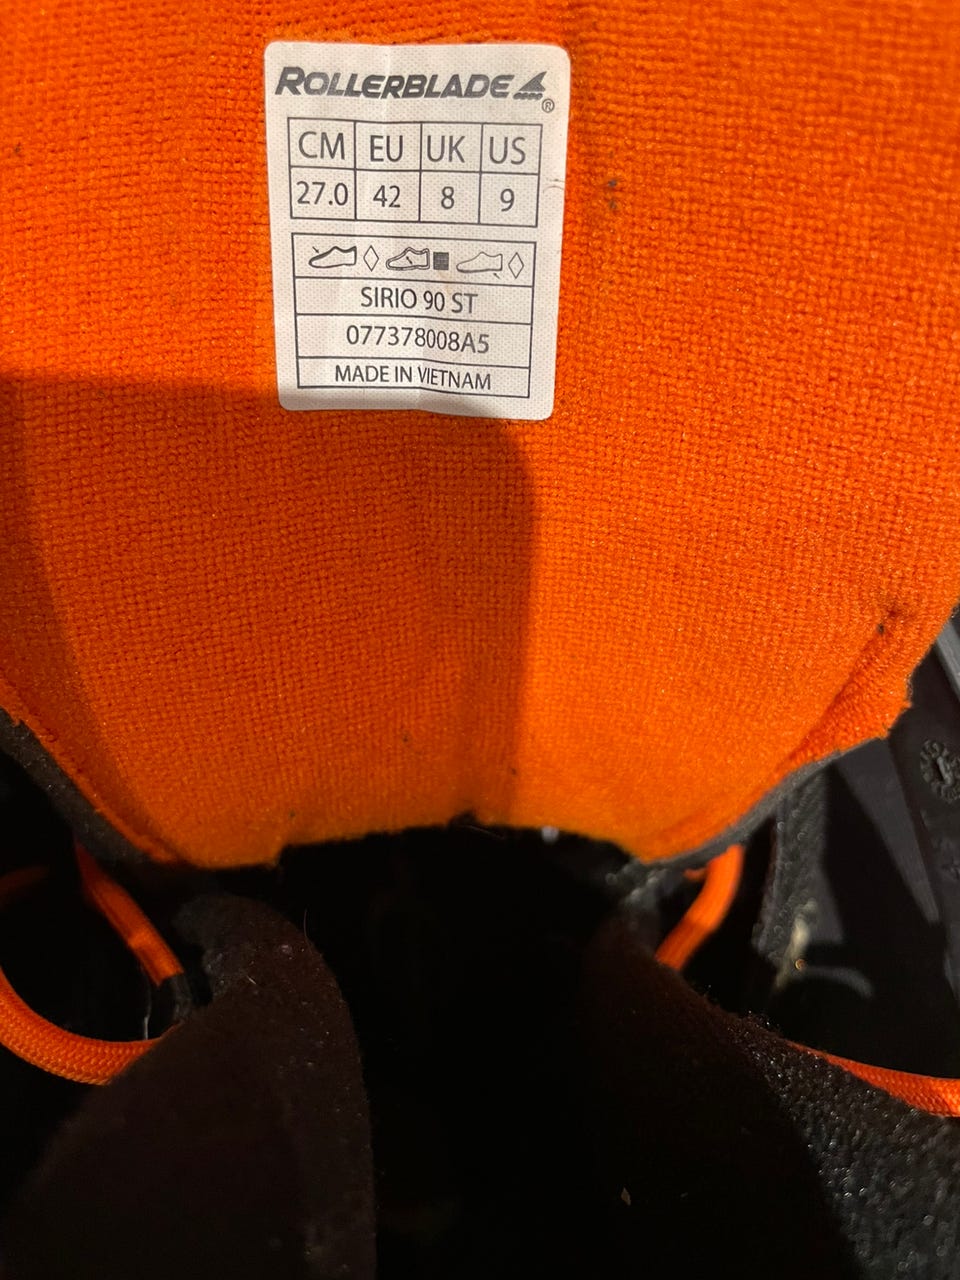 ROLLERBLADE ®
CM EU UK US
27.0 42 8 9
SIRIO 90 ST
077378008A5
MADE IN VIETNAM